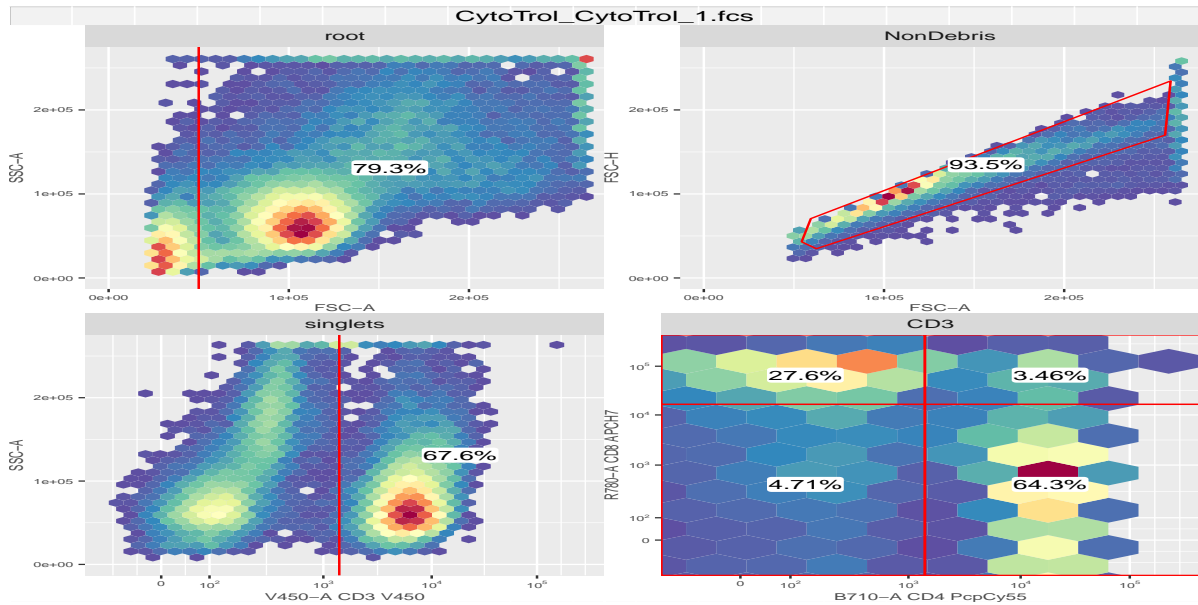 CytoTrol_CytoTrol_1.fcs
root
SSC-A
2e+05
1e+05
0e+00
79.3%
0e+00
1e+05
2e+05
FSC-A
NonDebris
FSC-H
2e+05
1e+05
0e+00
93.5%
0e+00
1e+05
2e+05
FSC-A
singlets
SSC-A
2e+05
1e+05
0e+00
67.6%
0
10²
10³
10⁴
10⁵
V450-A CD3 V450
CD3
R780-A CD8 APCH7
10⁵
10⁴
10³
10²
0
27.6%
3.46%
4.71%
64.3%
0
10²
10³
10⁴
10⁵
B710-A CD4 PcpCy55